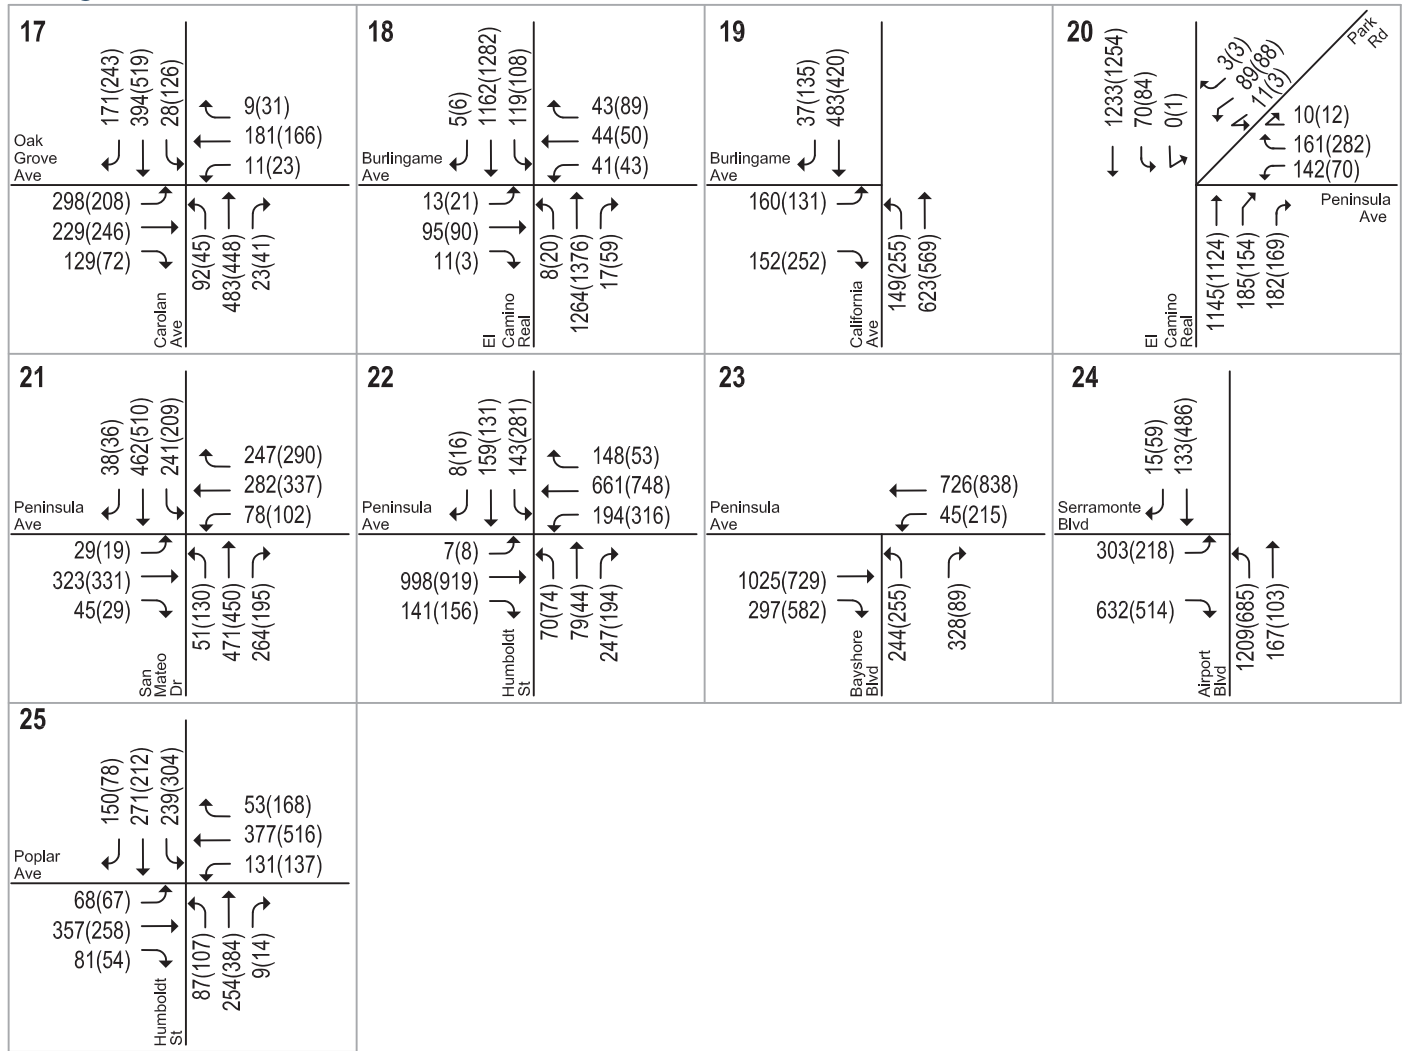 17
171(243)
394(519)
28(126)
9(31)
181(166)
11(23)
Oak
Grove
Ave
298(208)
229(246)
129(72)
92(45)
483(448)
23(41)
Carolan
Ave
18
5(6)
1162(1282)
119(108)
43(89)
44(50)
41(43)
Burlingame
Ave
13(21)
95(90)
11(3)
8(20)
1264(1376)
17(59)
El
Camino
Real
19
37(135)
483(420)
Burlingame
Ave
160(131)
152(252)
149(255)
623(569)
California
Ave
20
1233(1254)
70(84)
0(1)
3(3)
89(88)
11(3)
Park
Rd
10(12)
161(282)
142(70)
Peninsula
Ave
1145(1124)
185(154)
182(169)
El
Camino
Real
21
38(36)
462(510)
241(209)
247(290)
282(337)
78(102)
Peninsula
Ave
29(19)
323(331)
45(29)
51(130)
471(450)
264(195)
San
Mateo
Dr
22
8(16)
159(131)
143(281)
148(53)
661(748)
194(316)
Peninsula
Ave
7(8)
998(919)
141(156)
70(74)
79(44)
247(194)
Humboldt
St
23
726(838)
45(215)
Peninsula
Ave
1025(729)
297(582)
244(255)
328(89)
Bayshore
Blvd
24
15(59)
133(486)
Serramonte
Blvd
303(218)
632(514)
1209(685)
167(103)
Airport
Blvd
25
150(78)
271(212)
239(304)
53(168)
377(516)
131(137)
Poplar
Ave
68(67)
357(258)
81(54)
87(107)
254(384)
9(14)
Humboldt
St